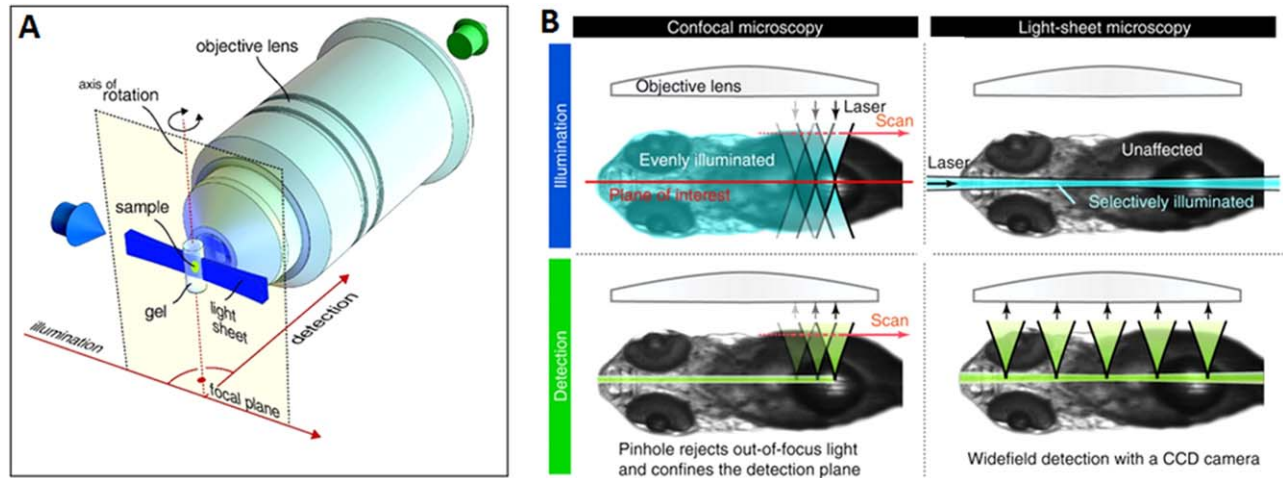 A
objective lens
axis of
rotation
sample
gel
light
sheet
illumination
detection
focal plane
B
Confocal microscopy
Light-sheet microscopy
Illumination
Objective lens
Laser
Scan
Evenly illuminated
Plane of interest
Laser
Unaffected
Selectively illuminated
Detection
Scan
Pinhole rejects out-of-focus light
and confines the detection plane
Widefield detection with a CCD camera